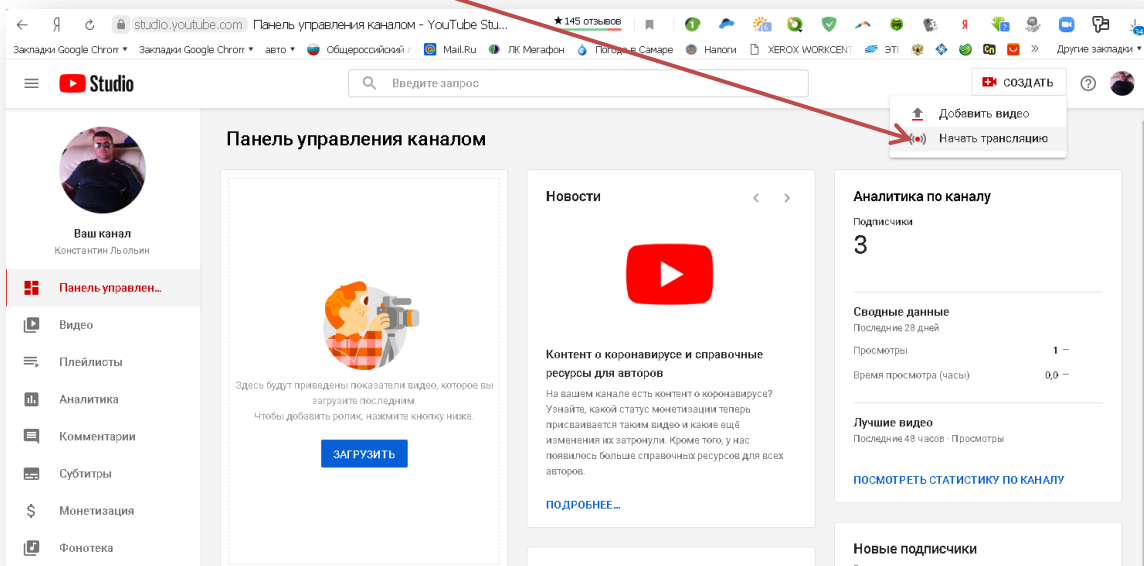 studio.youtube.com Панель управления каналом - YouTube Stu... ★145 отзывов
Закладки Google Chrom Закладки Google Chrom авто Общероссийский Mail.Ru ЛК Мегафон Погода в Самаре Налоги XEROX WORKCENT ЭТІ Другие закладки
Studio
Введите запрос
СОЗДАТЬ
Добавить видео
Начать трансляцию
Панель управления каналом
Ваш канал
Константин Льольин
Панель управлен...
Видео
Плейлисты
Аналитика
Комментарии
Субтитры
Монетизация
Фонотека
Здесь будут приведены показатели видео, которое вы
загрузите последним.
Чтобы добавить ролик, нажмите кнопку ниже.
ЗАГРУЗИТЬ
Новости
Контент о коронавирусе и справочные
ресурсы для авторов
На вашем канале есть контент о коронавирусе?
Узнайте, какой статус монетизации теперь
присваивается таким видео и какие ещё
изменения их затронули. Кроме того, у нас
появилось больше справочных ресурсов для всех
авторов.
ПОДРОБНЕЕ...
Аналитика по каналу
Подписчики
3
Сводные данные
Последние 28 дней
Просмотры 1 —
Время просмотра (часы) 0,0 —
Лучшие видео
Последние 48 часов · Просмотры
ПОСМОТРЕТЬ СТАТИСТИКУ ПО КАНАЛУ
Новые подписчики